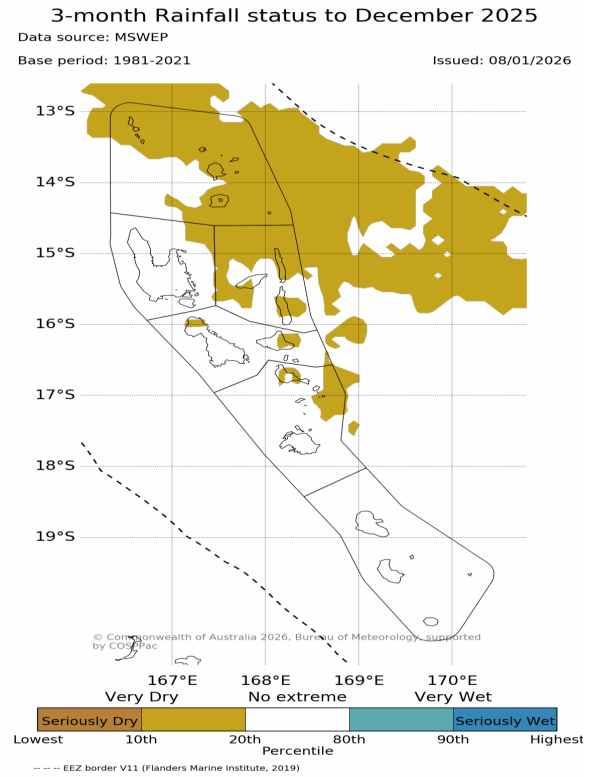 3-month Rainfall status to December 2025
Data source: MSWEP
Base period: 1981-2021 Issued: 08/01/2026
13°S
14°S
15°S
16°S
17°S
18°S
19°S
© Commonwealth of Australia 2026, Bureau of Meteorology, supported
by COSPPac
167°E 168°E 169°E 170°E
Very Dry No extreme Very Wet
Seriously Dry Seriously Wet
Lowest 10th 20th 80th 90th Highest
Percentile
-- -- -- EEZ border V11 (Flanders Marine Institute, 2019)